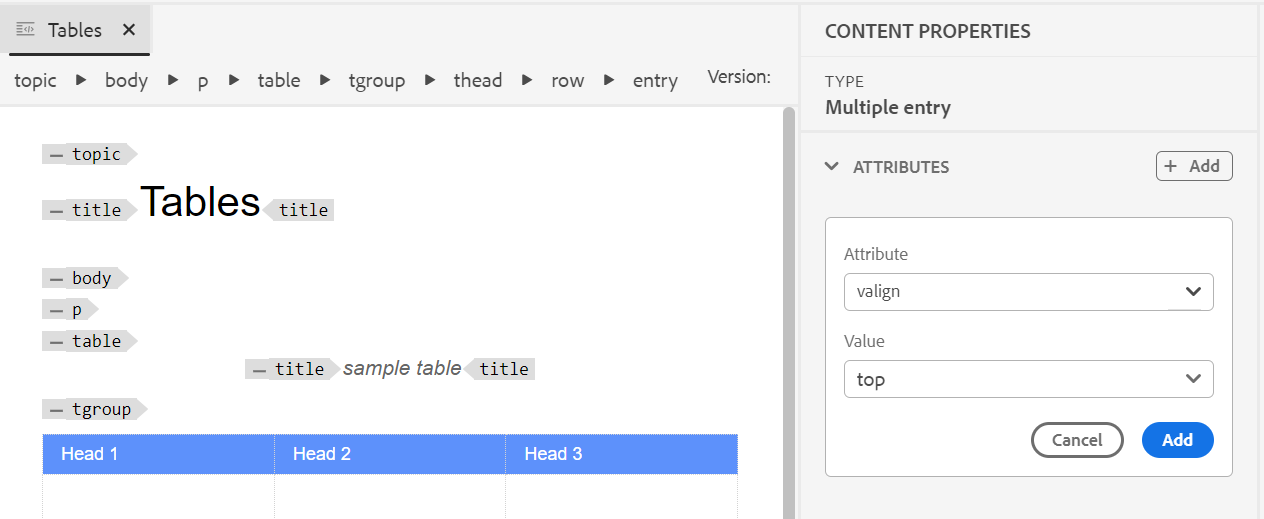 Tables
topic body p table tgroup thead row entry Version:
topic
title Tables title
body
p
table
title sample table title
tgroup
Head 1 Head 2 Head 3
CONTENT PROPERTIES
TYPE
Multiple entry
ATTRIBUTES + Add
Attribute
valign
Value
top
Cancel Add